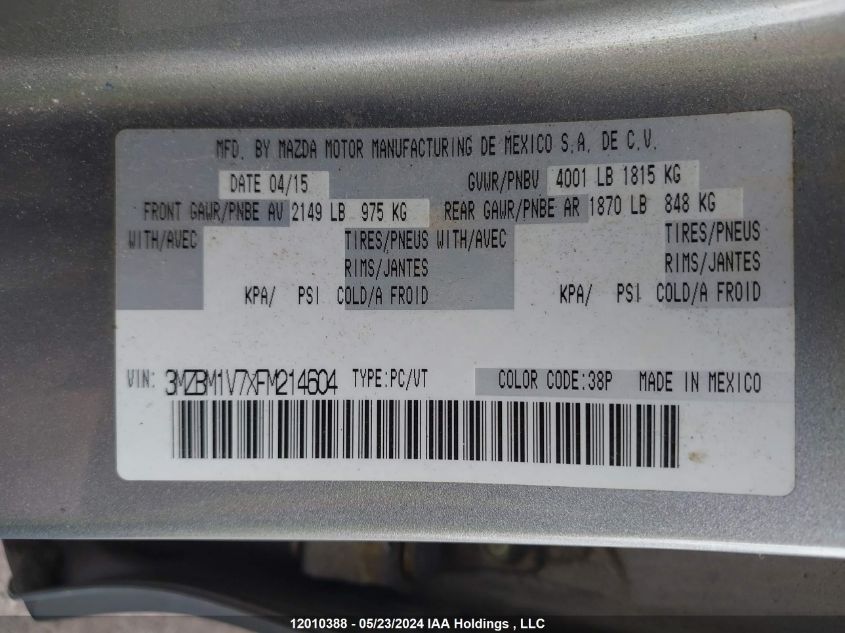 MFD. BY MAZDA MOTOR MANUFACTURING DE MEXICO S.A. DE C.V.
DATE 04/15 GVWR/PNBV 4001 LB 1815 KG
FRONT GAWR/PNBE AV 2149 LB 975 KG REAR GAWR/PNBE AR 1870 LB 848 KG
WITH/AVEC TIRES/PNEUS WITH/AVEC TIRES/PNEUS
RIMS/JANTES RIMS/JANTES
KPA/ PSI COLD/A FROID KPA/ PSI COLD/A FROID
VIN: 3MZBM1V7XFM214604 TYPE:PC/VT COLOR CODE:38P MADE IN MEXICO
12010388 - 05/23/2024 IAA Holdings , LLC